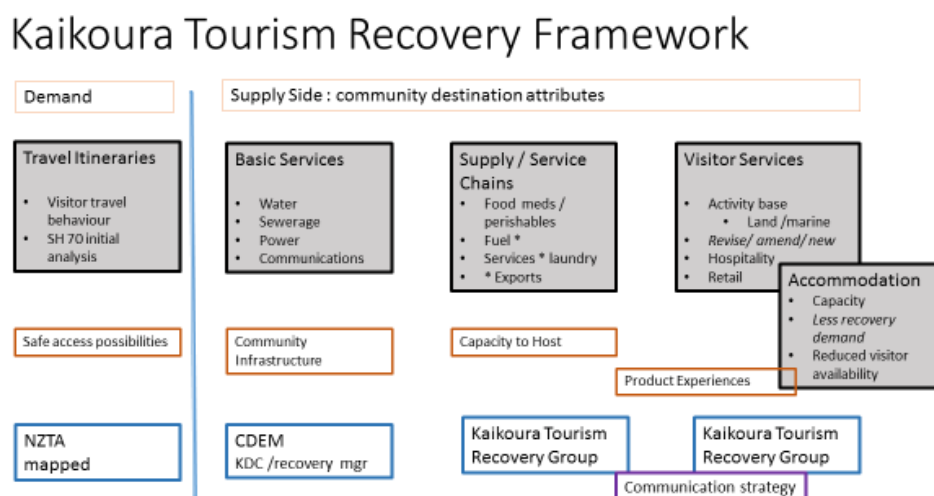 Kaikoura Tourism Recovery Framework
Demand
Supply Side : community destination attributes
Travel Itineraries
• Visitor travel
behaviour
• SH 70 initial
analysis
Basic Services
• Water
• Sewerage
• Power
• Communications
Supply / Service
Chains
• Food meds /
perishables
• Fuel *
• Services * laundry
• * Exports
Visitor Services
• Activity base
• Land /marine
• Revise/ amend/ new
• Hospitality
• Retail
Accommodation
• Capacity
• Less recovery
demand
• Reduced visitor
availability
Safe access possibilities
Community
Infrastructure
Capacity to Host
Product Experiences
NZTA
mapped
CDEM
KDC /recovery mgr
Kaikoura Tourism
Recovery Group
Kaikoura Tourism
Recovery Group
Communication strategy